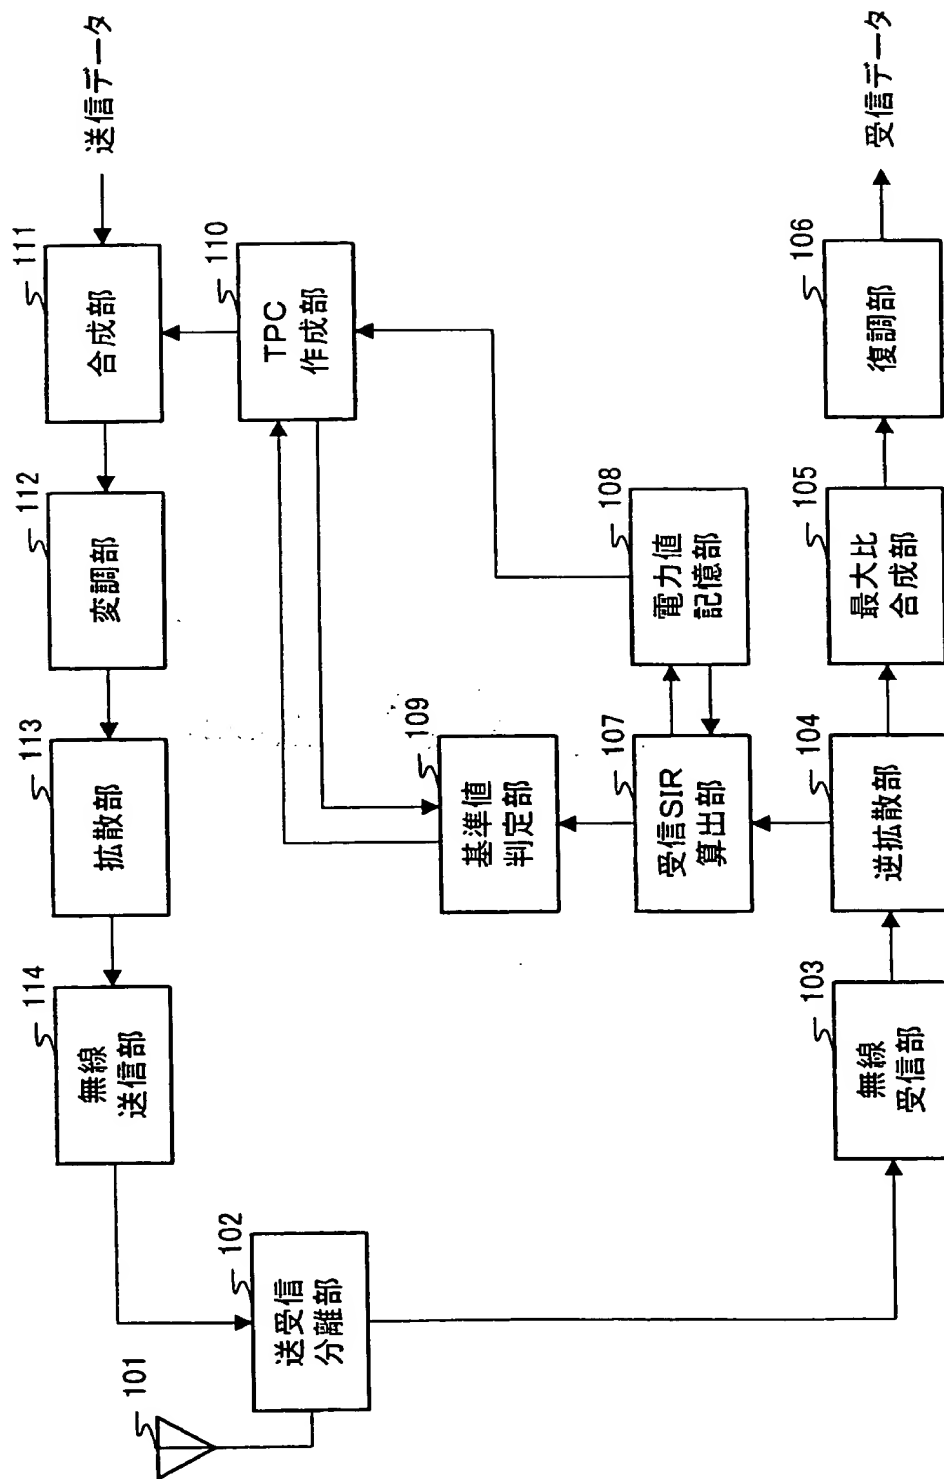 101
102
送受信
分離部
114
無線
送信部
113
拡散部
112
変調部
111
合成部
送信データ
110
TPC
作成部
109
基準値
判定部
108
電力値
記憶部
107
受信SIR
算出部
103
無線
受信部
104
逆拡散部
105
最大比
合成部
106
復調部
受信データ